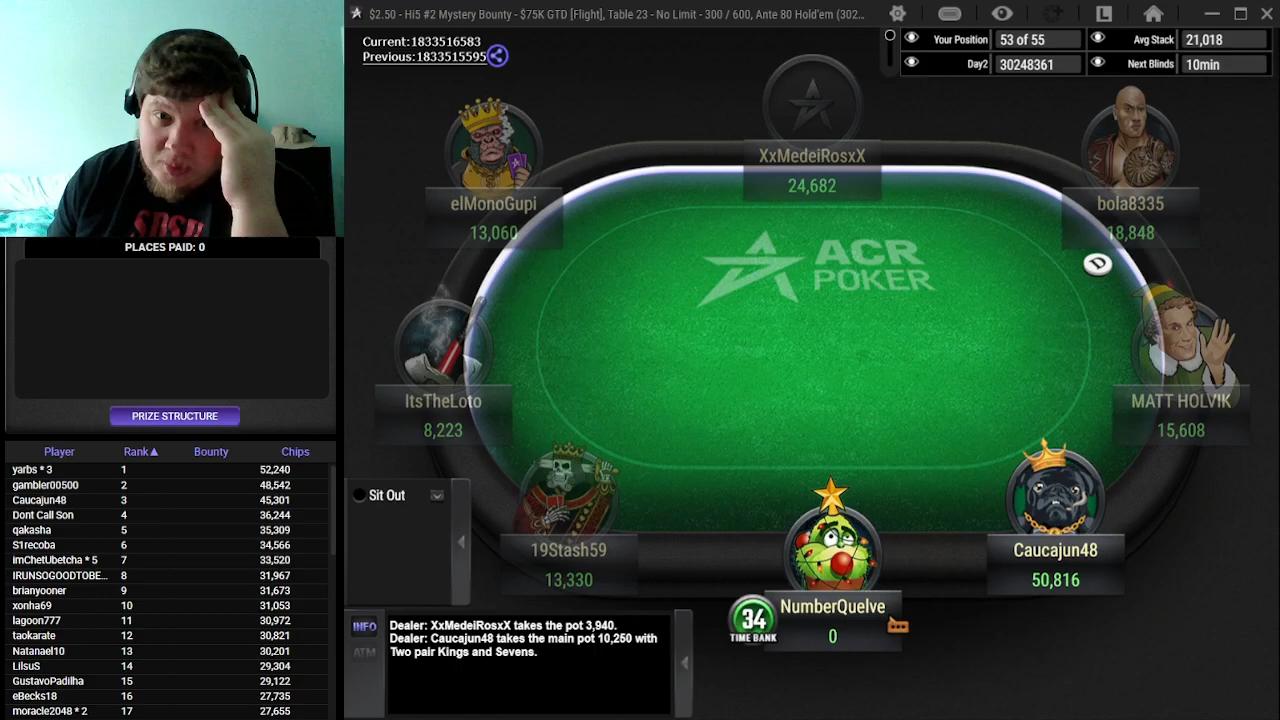 $2.50 - Hi5 #2 Mystery Bounty - $75K GTD [Flight], Table 23 - No Limit - 300 / 600, Ante 80 Hold'em (302...
L
Current:1833516583
Previous:1833515595
Your Position 53 of 55 Avg Stack 21,018
Day2 30248361 Next Blinds 10min
XxMedeiRosxX
24,682
elMonoGupi
13,060
bola8335
18,848
D
ACR
POKER
PLACES PAID: 0
PRIZE STRUCTURE
ItsTheLoto
8,223
MATT HOLVIK
15,608
Player Rank▲ Bounty Chips
yarbs * 3 1 52,240
gambler00500 2 48,542
Caucajun48 3 45,301
Dont Call Son 4 36,244
qakasha 5 35,309
S1recoba 6 34,566
imChetUbetcha * 5 7 33,520
IRUNSOGOODTOBE... 8 31,967
brianyooner 9 31,673
xonha69 10 31,053
lagoon777 11 30,972
taokarate 12 30,821
Natanael10 13 30,201
LilsuS 14 29,304
GustavoPadilha 15 29,122
eBecks18 16 27,735
moracle2048 * 2 17 27,655
Sit Out
19Stash59
13,330
Caucajun48
50,816
34
TIME BANK
NumberQuelve
0
INFO
ATM
Dealer: XxMedeiRosxX takes the pot 3,940.
Dealer: Caucajun48 takes the main pot 10,250 with
Two pair Kings and Sevens.